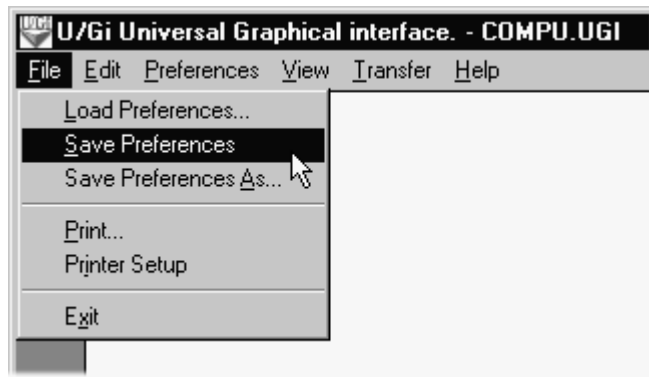 UGI U/Gi Universal Graphical interface. - COMPU.UGI
File Edit Preferences View Transfer Help
Load Preferences...
Save Preferences
Save Preferences As...
Print...
Printer Setup
Exit